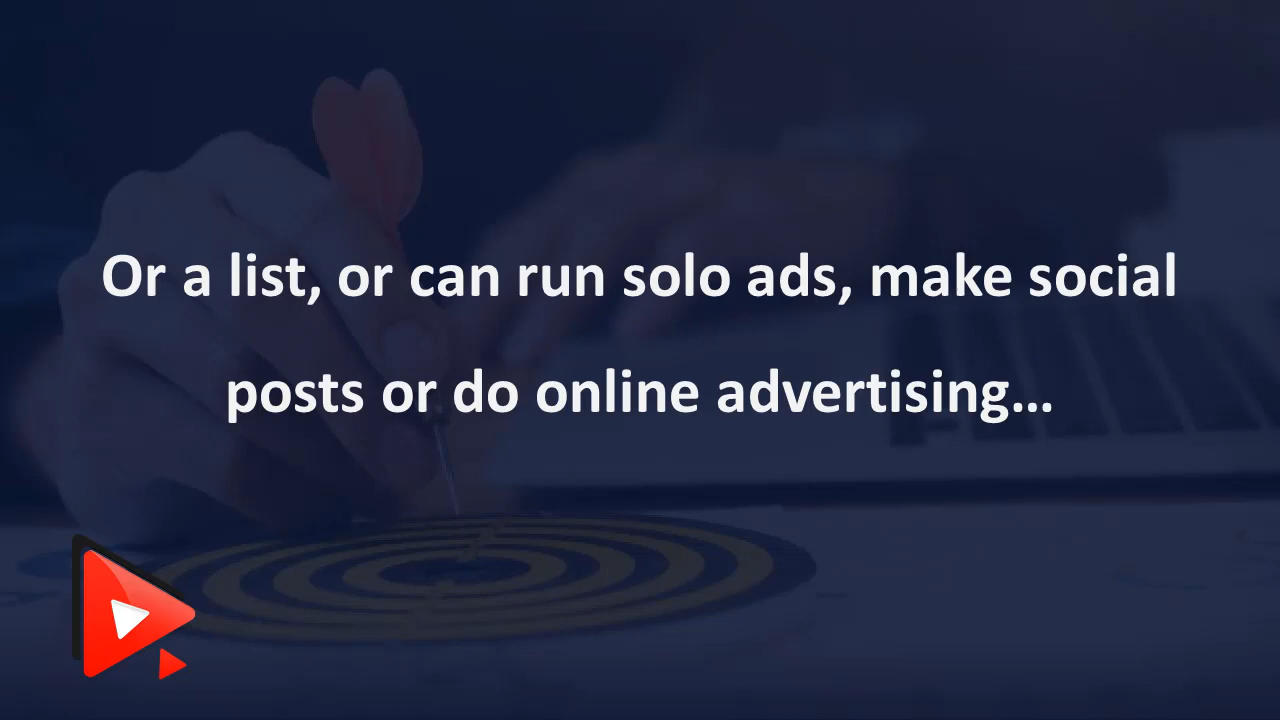 Or a list, or can run solo ads, make social
posts or do online advertising...